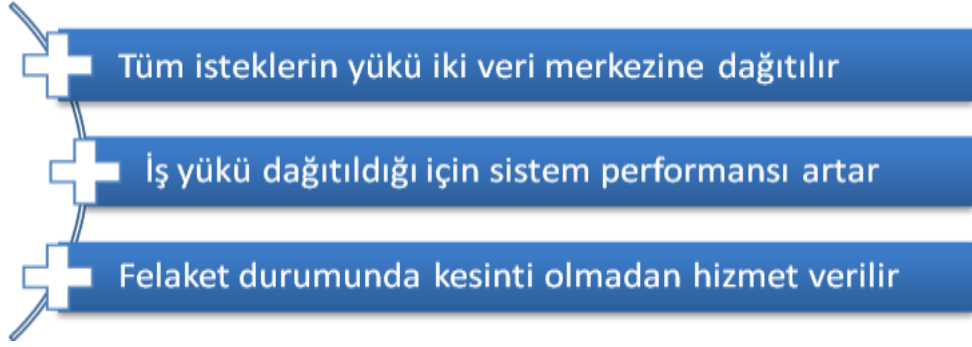 Tüm isteklerin yükü iki veri merkezine dağıtılır
İş yükü dağıtıldığı için sistem performansı artar
Felaket durumunda kesinti olmadan hizmet verilir